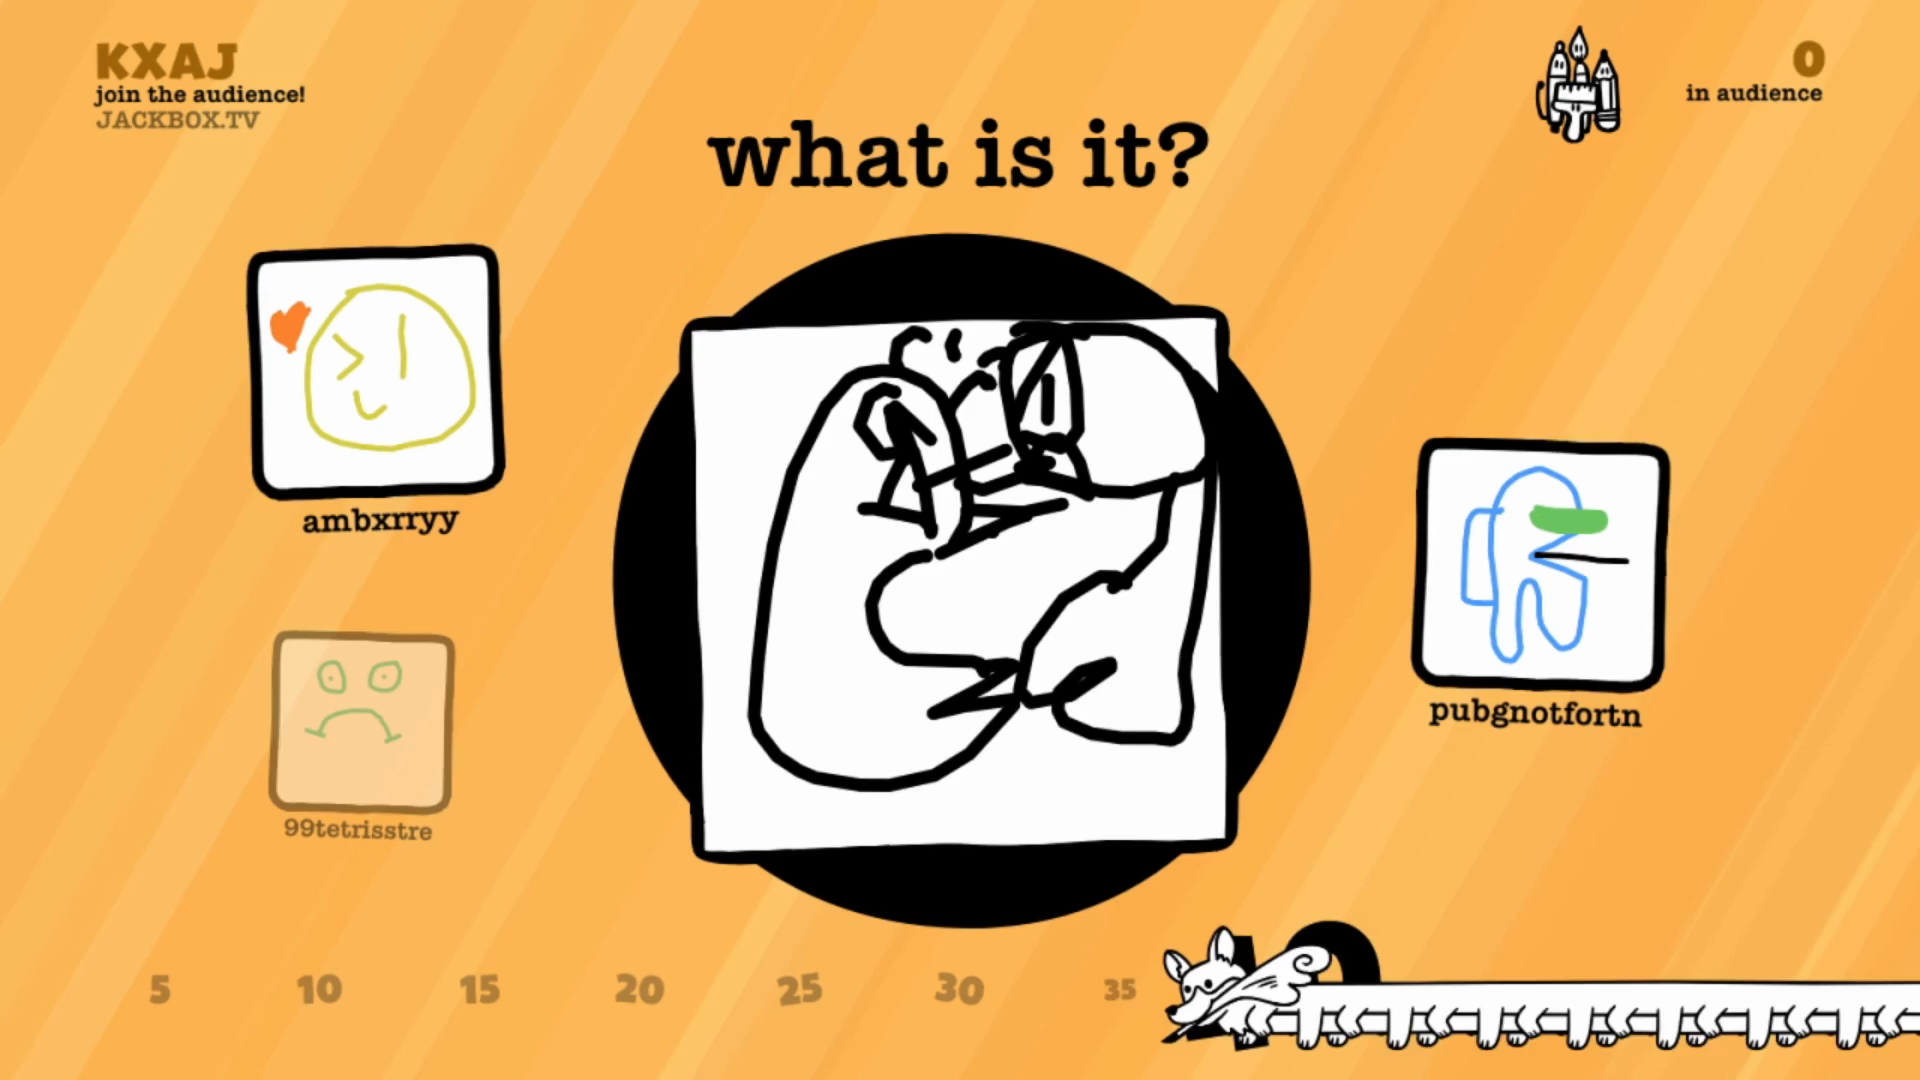 KXAJ
join the audience!
JACKBOX.TV
0
in audience
what is it?
ambxrryy
pubgnotfortn
99tetrisstre
5 10 15 20 25 30 35